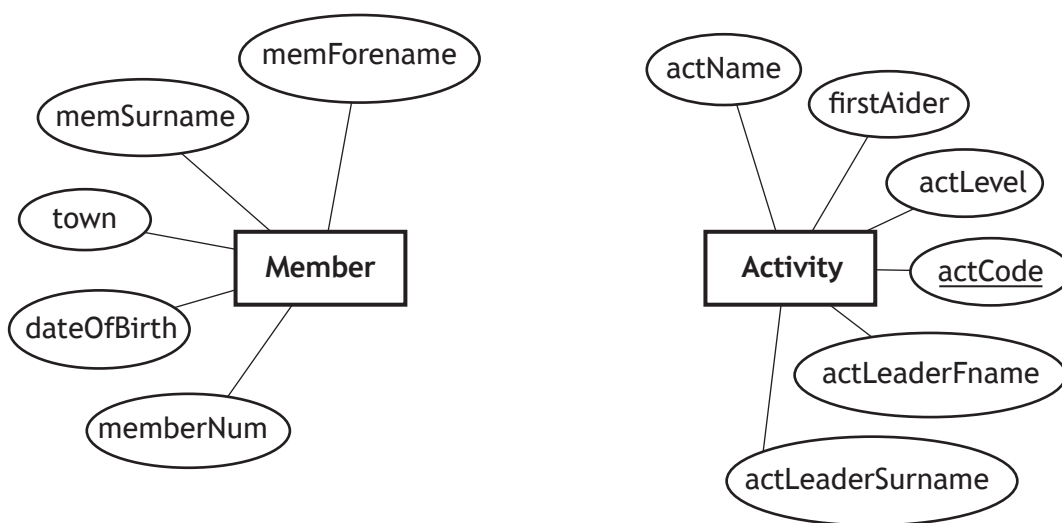 memForename
memSurname
town
Member
dateOfBirth
memberNum
actName
firstAider
actLevel
Activity
actCode
actLeaderFname
actLeaderSurname